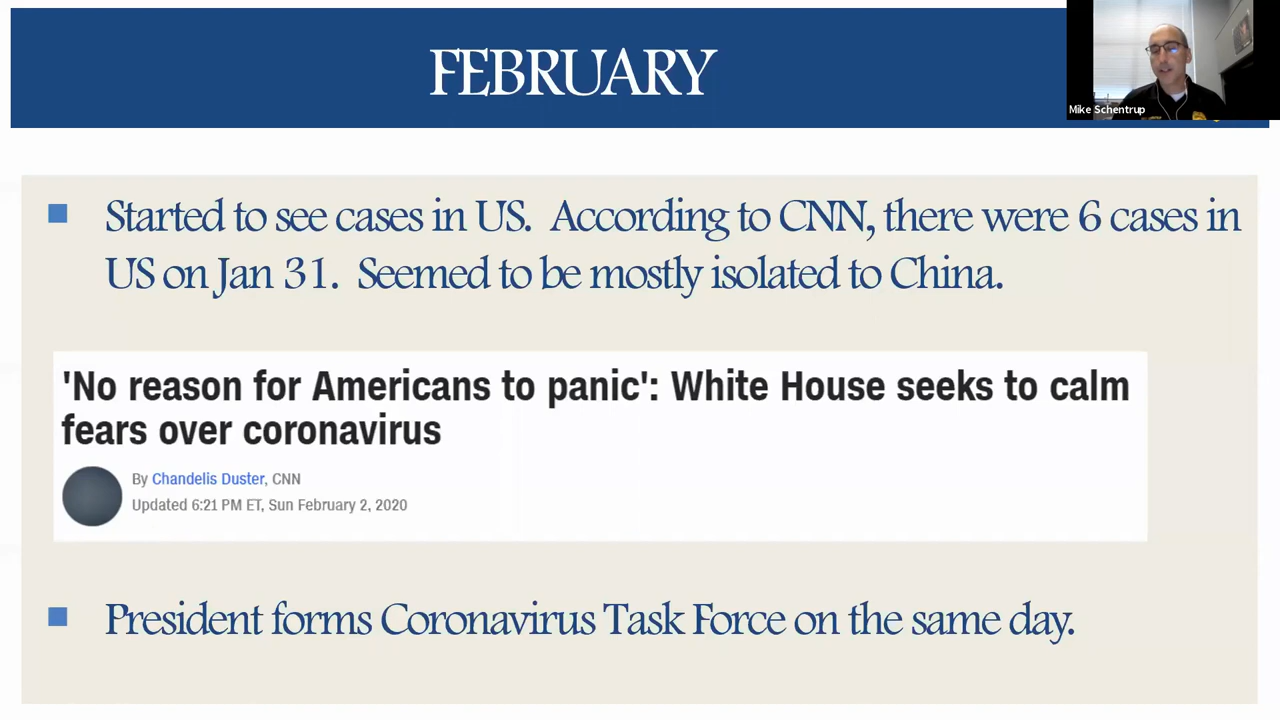 FEBRUARY
Mike Schentrup
Started to see cases in US. According to CNN, there were 6 cases in
US on Jan 31. Seemed to be mostly isolated to China.
'No reason for Americans to panic': White House seeks to calm
fears over coronavirus
By Chandelis Duster, CNN
Updated 6:21 PM ET, Sun February 2, 2020
President forms Coronavirus Task Force on the same day.